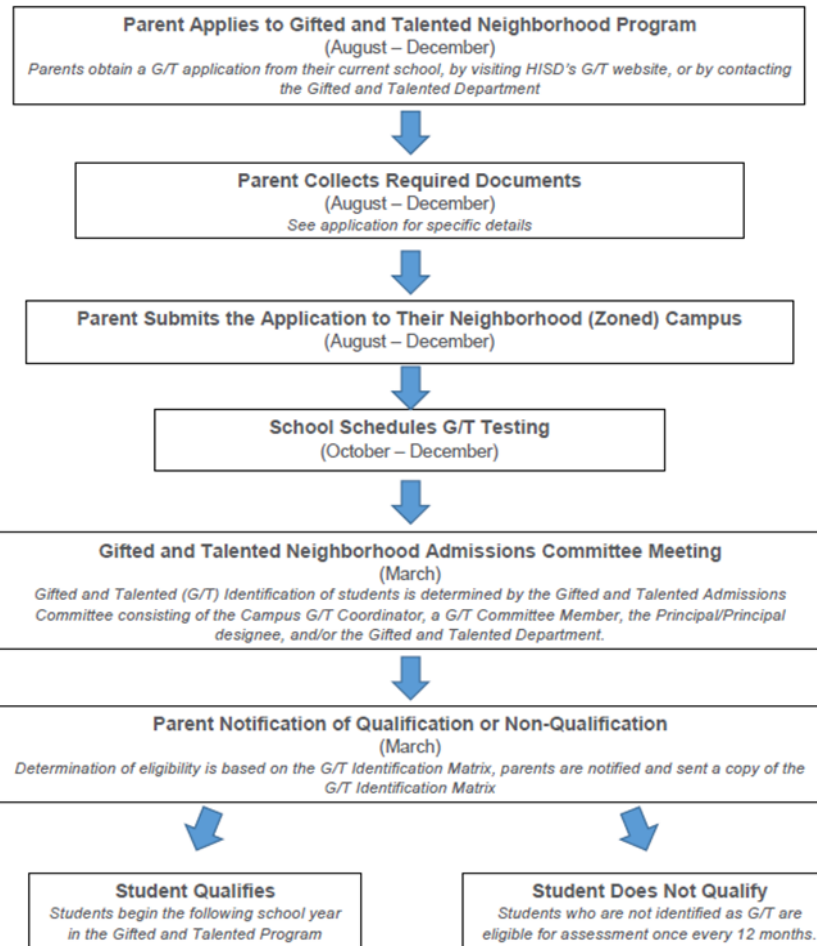 Parent Applies to Gifted and Talented Neighborhood Program
(August – December)
Parents obtain a G/T application from their current school, by visiting HISD's G/T website, or by contacting
the Gifted and Talented Department
Parent Collects Required Documents
(August – December)
See application for specific details
Parent Submits the Application to Their Neighborhood (Zoned) Campus
(August – December)
School Schedules G/T Testing
(October – December)
Gifted and Talented Neighborhood Admissions Committee Meeting
(March)
Gifted and Talented (G/T) Identification of students is determined by the Gifted and Talented Admissions
Committee consisting of the Campus G/T Coordinator, a G/T Committee Member, the Principal/Principal
designee, and/or the Gifted and Talented Department.
Parent Notification of Qualification or Non-Qualification
(March)
Determination of eligibility is based on the G/T Identification Matrix, parents are notified and sent a copy of the
G/T Identification Matrix
Student Qualifies
Students begin the following school year
in the Gifted and Talented Program
Student Does Not Qualify
Students who are not identified as G/T are
eligible for assessment once every 12 months.